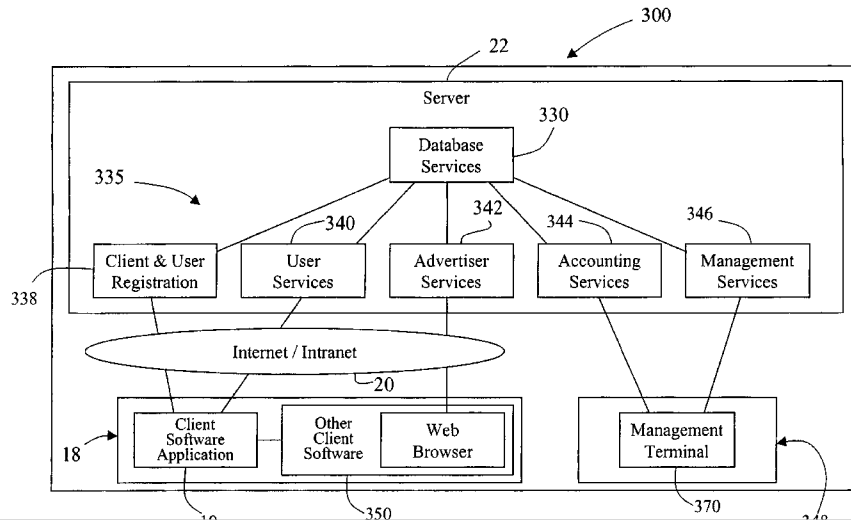 300
22
Server
330
Database
Services
335
340
342
344
346
Client & User
Registration
User
Services
Advertiser
Services
Accounting
Services
Management
Services
338
Internet / Intranet
20
18
Client
Software
Application
Other
Client
Software
Web
Browser
Management
Terminal
350
370